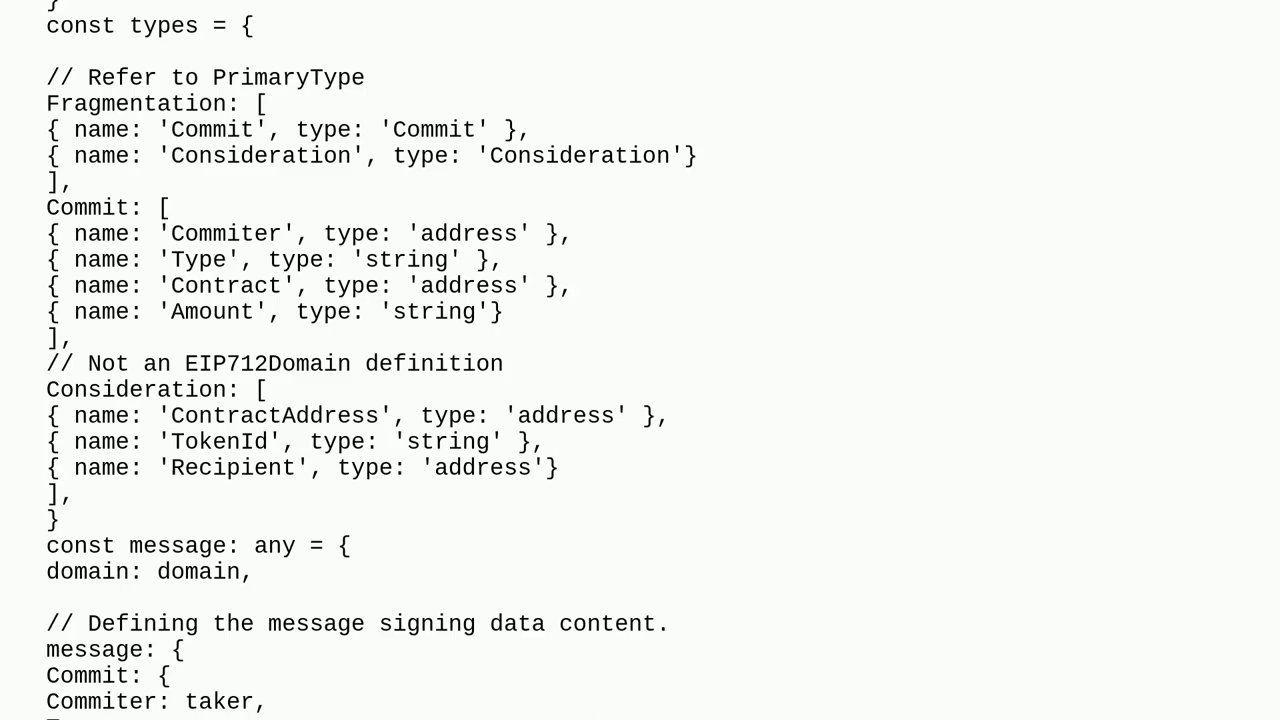 }
const types = {
// Refer to PrimaryType
Fragmentation: [
{ name: 'Commit', type: 'Commit' },
{ name: 'Consideration', type: 'Consideration'}
],
Commit: [
{ name: 'Commiter', type: 'address' },
{ name: 'Type', type: 'string' },
{ name: 'Contract', type: 'address' },
{ name: 'Amount', type: 'string'}
],
// Not an EIP712Domain definition
Consideration: [
{ name: 'ContractAddress', type: 'address' },
{ name: 'TokenId', type: 'string' },
{ name: 'Recipient', type: 'address'}
],
}
const message: any = {
domain: domain,
// Defining the message signing data content.
message: {
Commit: {
Commiter: taker,